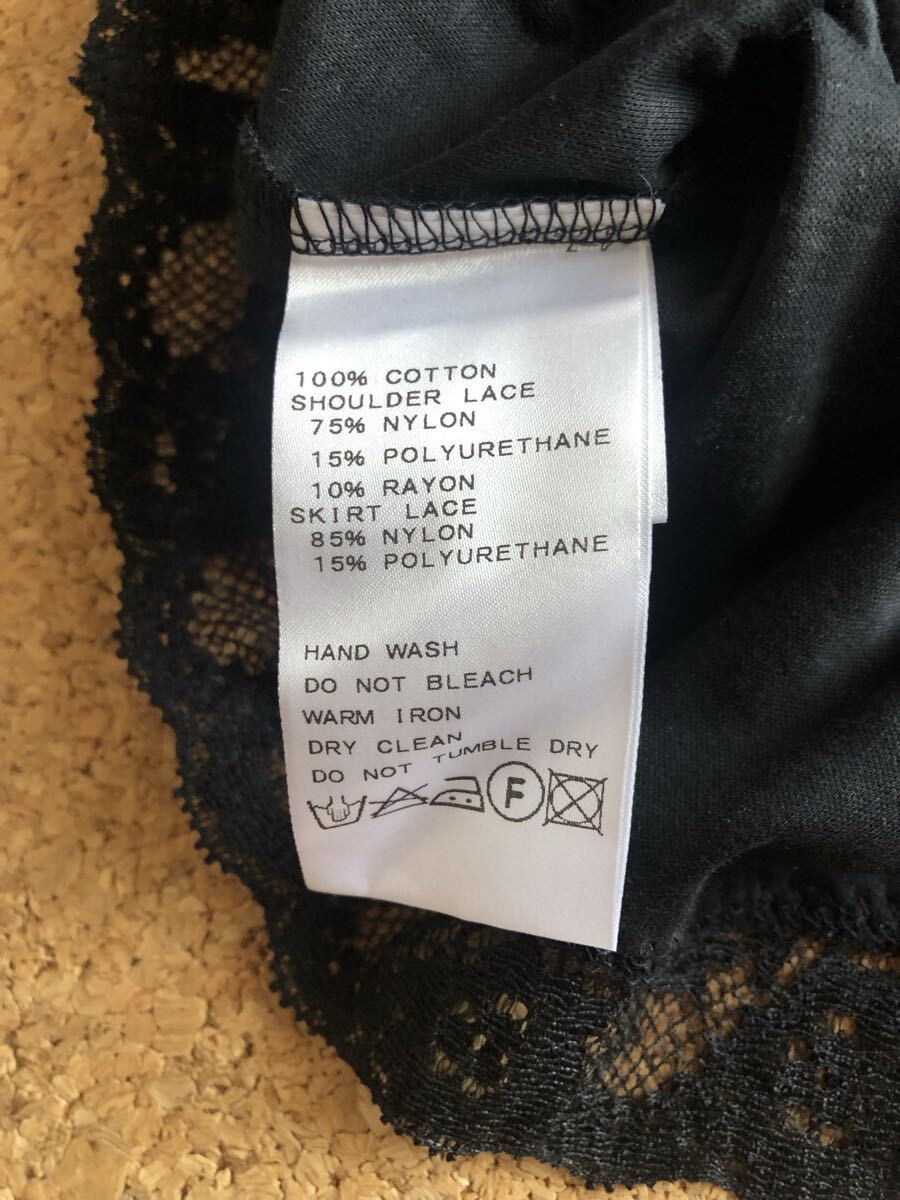 100% COTTON
SHOULDER LACE
75% NYLON
15% POLYURETHANE
10% RAYON
SKIRT LACE
85% NYLON
15% POLYURETHANE
HAND WASH
DO NOT BLEACH
WARM IRON
DRY CLEAN
DO NOT TUMBLE DRY
F